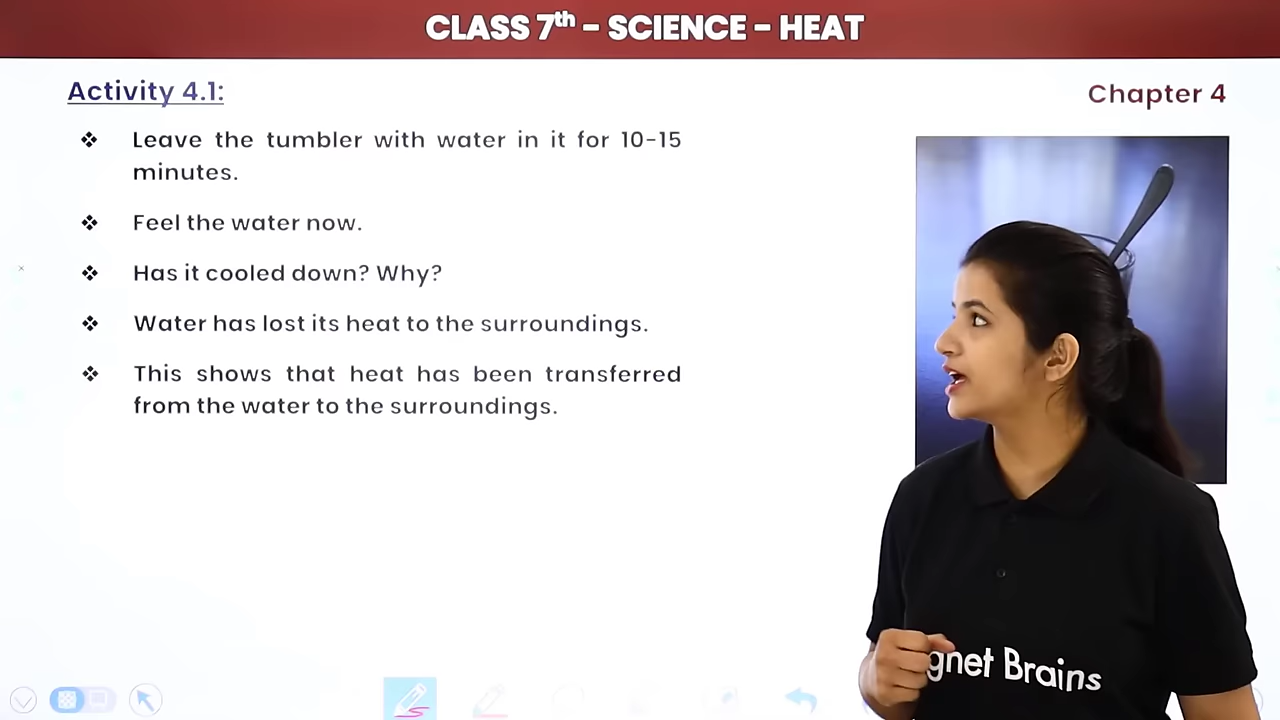 CLASS 7th - SCIENCE - HEAT
Activity 4.1:
Chapter 4
❖ Leave the tumbler with water in it for 10-15
minutes.
❖ Feel the water now.
❖ Has it cooled down? Why?
❖ Water has lost its heat to the surroundings.
❖ This shows that heat has been transferred
from the water to the surroundings.
gnet Brains